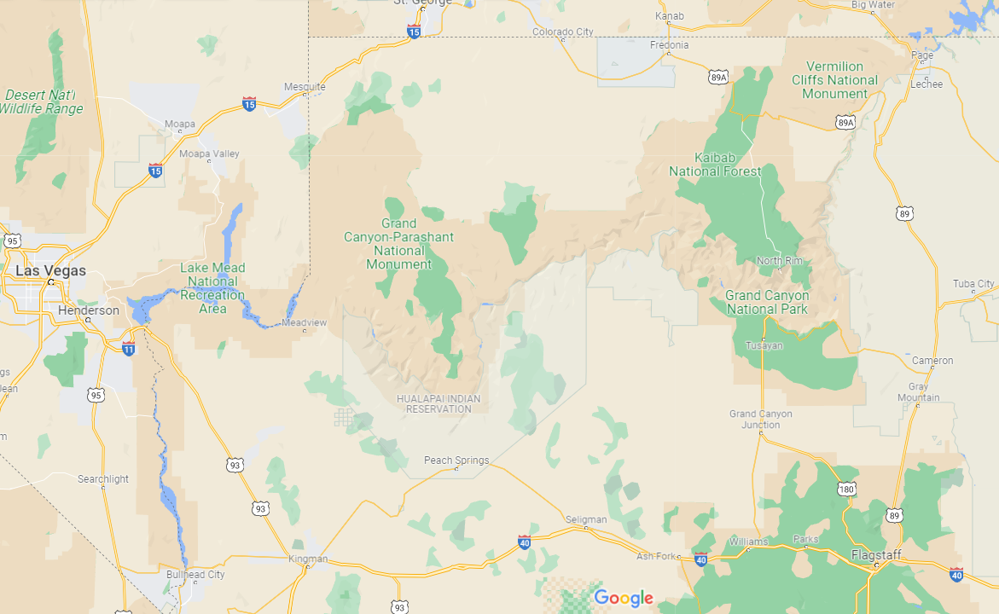 St. George
Big Water
Kanab
15
Colorado City
Fredonia
Page
Vermilion
Cliffs National
Monument
89A
Lechee
Mesquite
Desert Nat'l
Wildlife Range
15
89A
Moapa
Moapa Valley
Kaibab
National Forest
15
89
Grand
Canyon-Parashant
National
Monument
95
North Rim
Las Vegas
Lake Mead
National
Recreation
Area
Tuba City
Grand Canyon
National Park
Henderson
Meadview
Tusayan
11
Cameron
gs
Jean
95
Gray
Mountain
HUALAPAI INDIAN
RESERVATION
Grand Canyon
Junction
m
Peach Springs
93
Searchlight
180
93
89
Seligman
40
Williams
Parks
Kingman
Ash Fork
40
Flagstaff
Bullhead City
40
93
Google